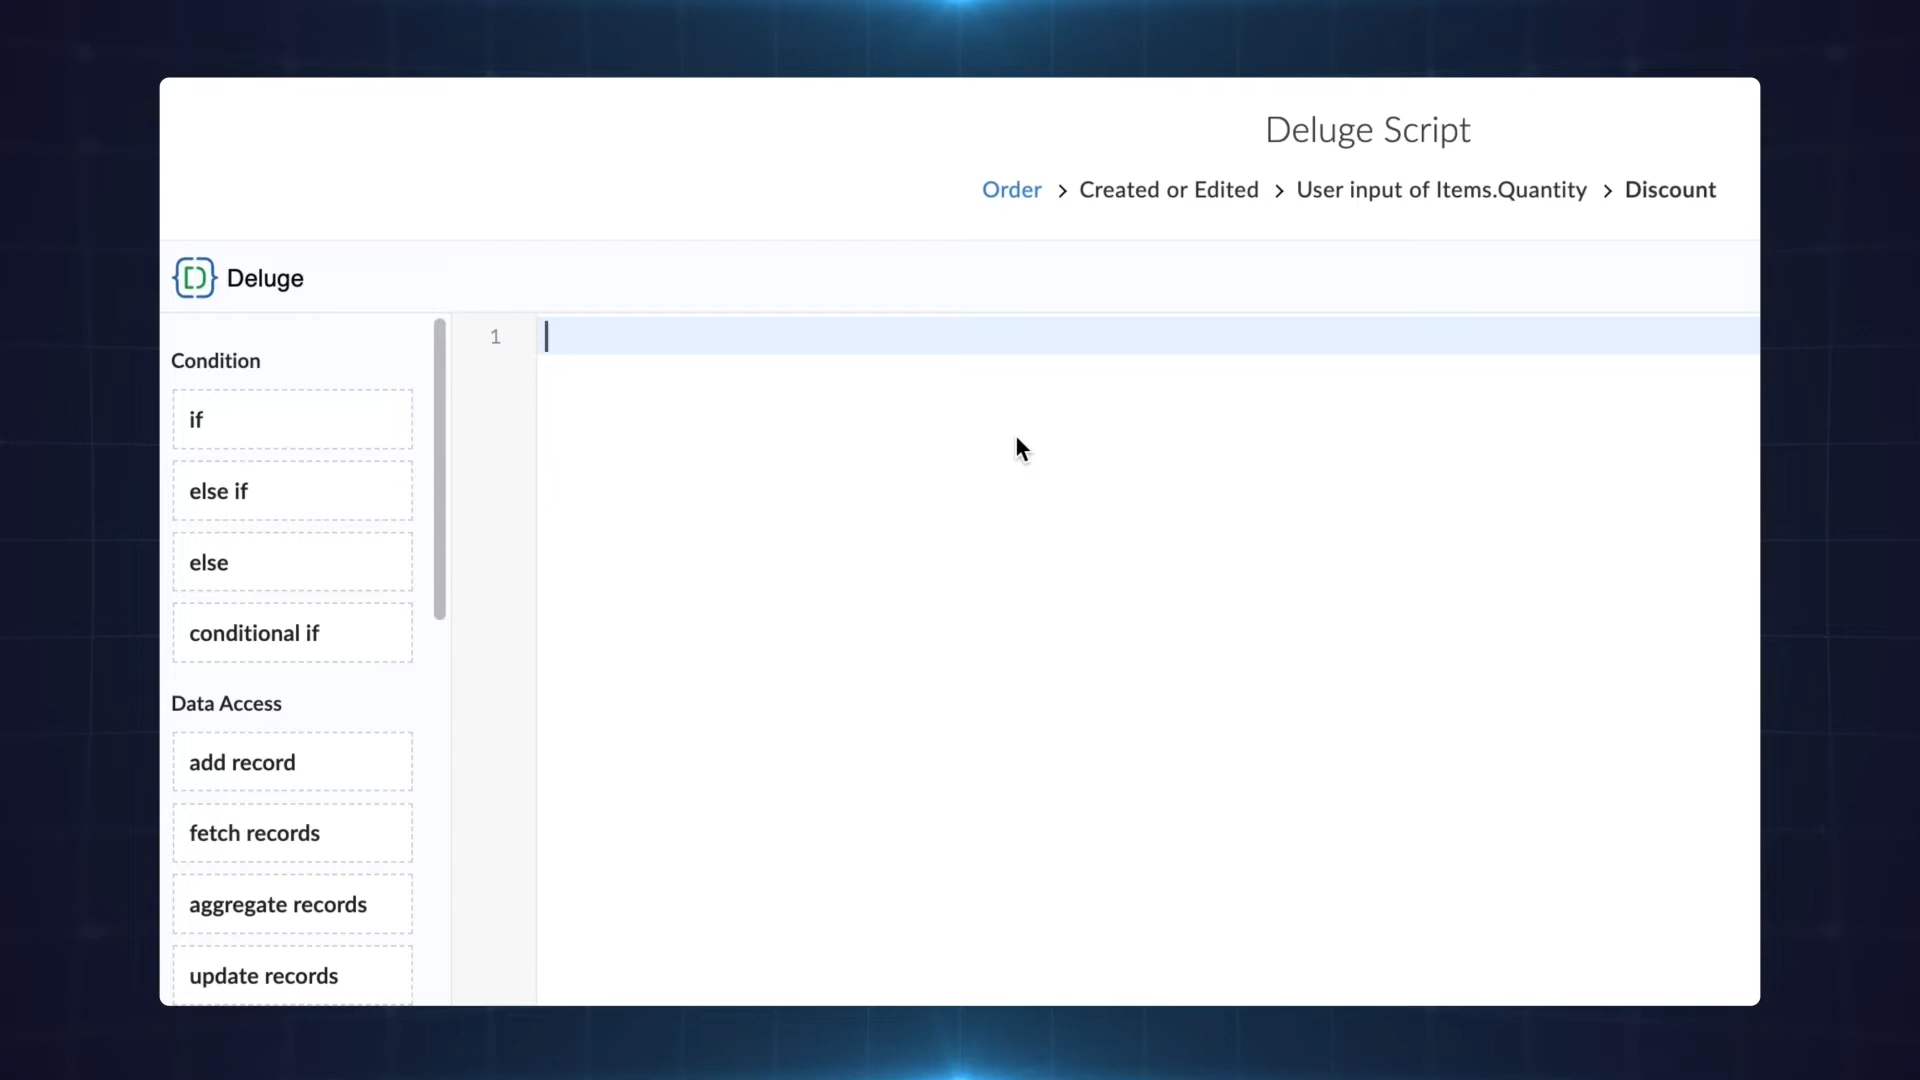 Deluge Script
Order > Created or Edited > User input of Items.Quantity > Discount
{[D]} Deluge
1
Condition
if
else if
else
conditional if
Data Access
add record
fetch records
aggregate records
update records